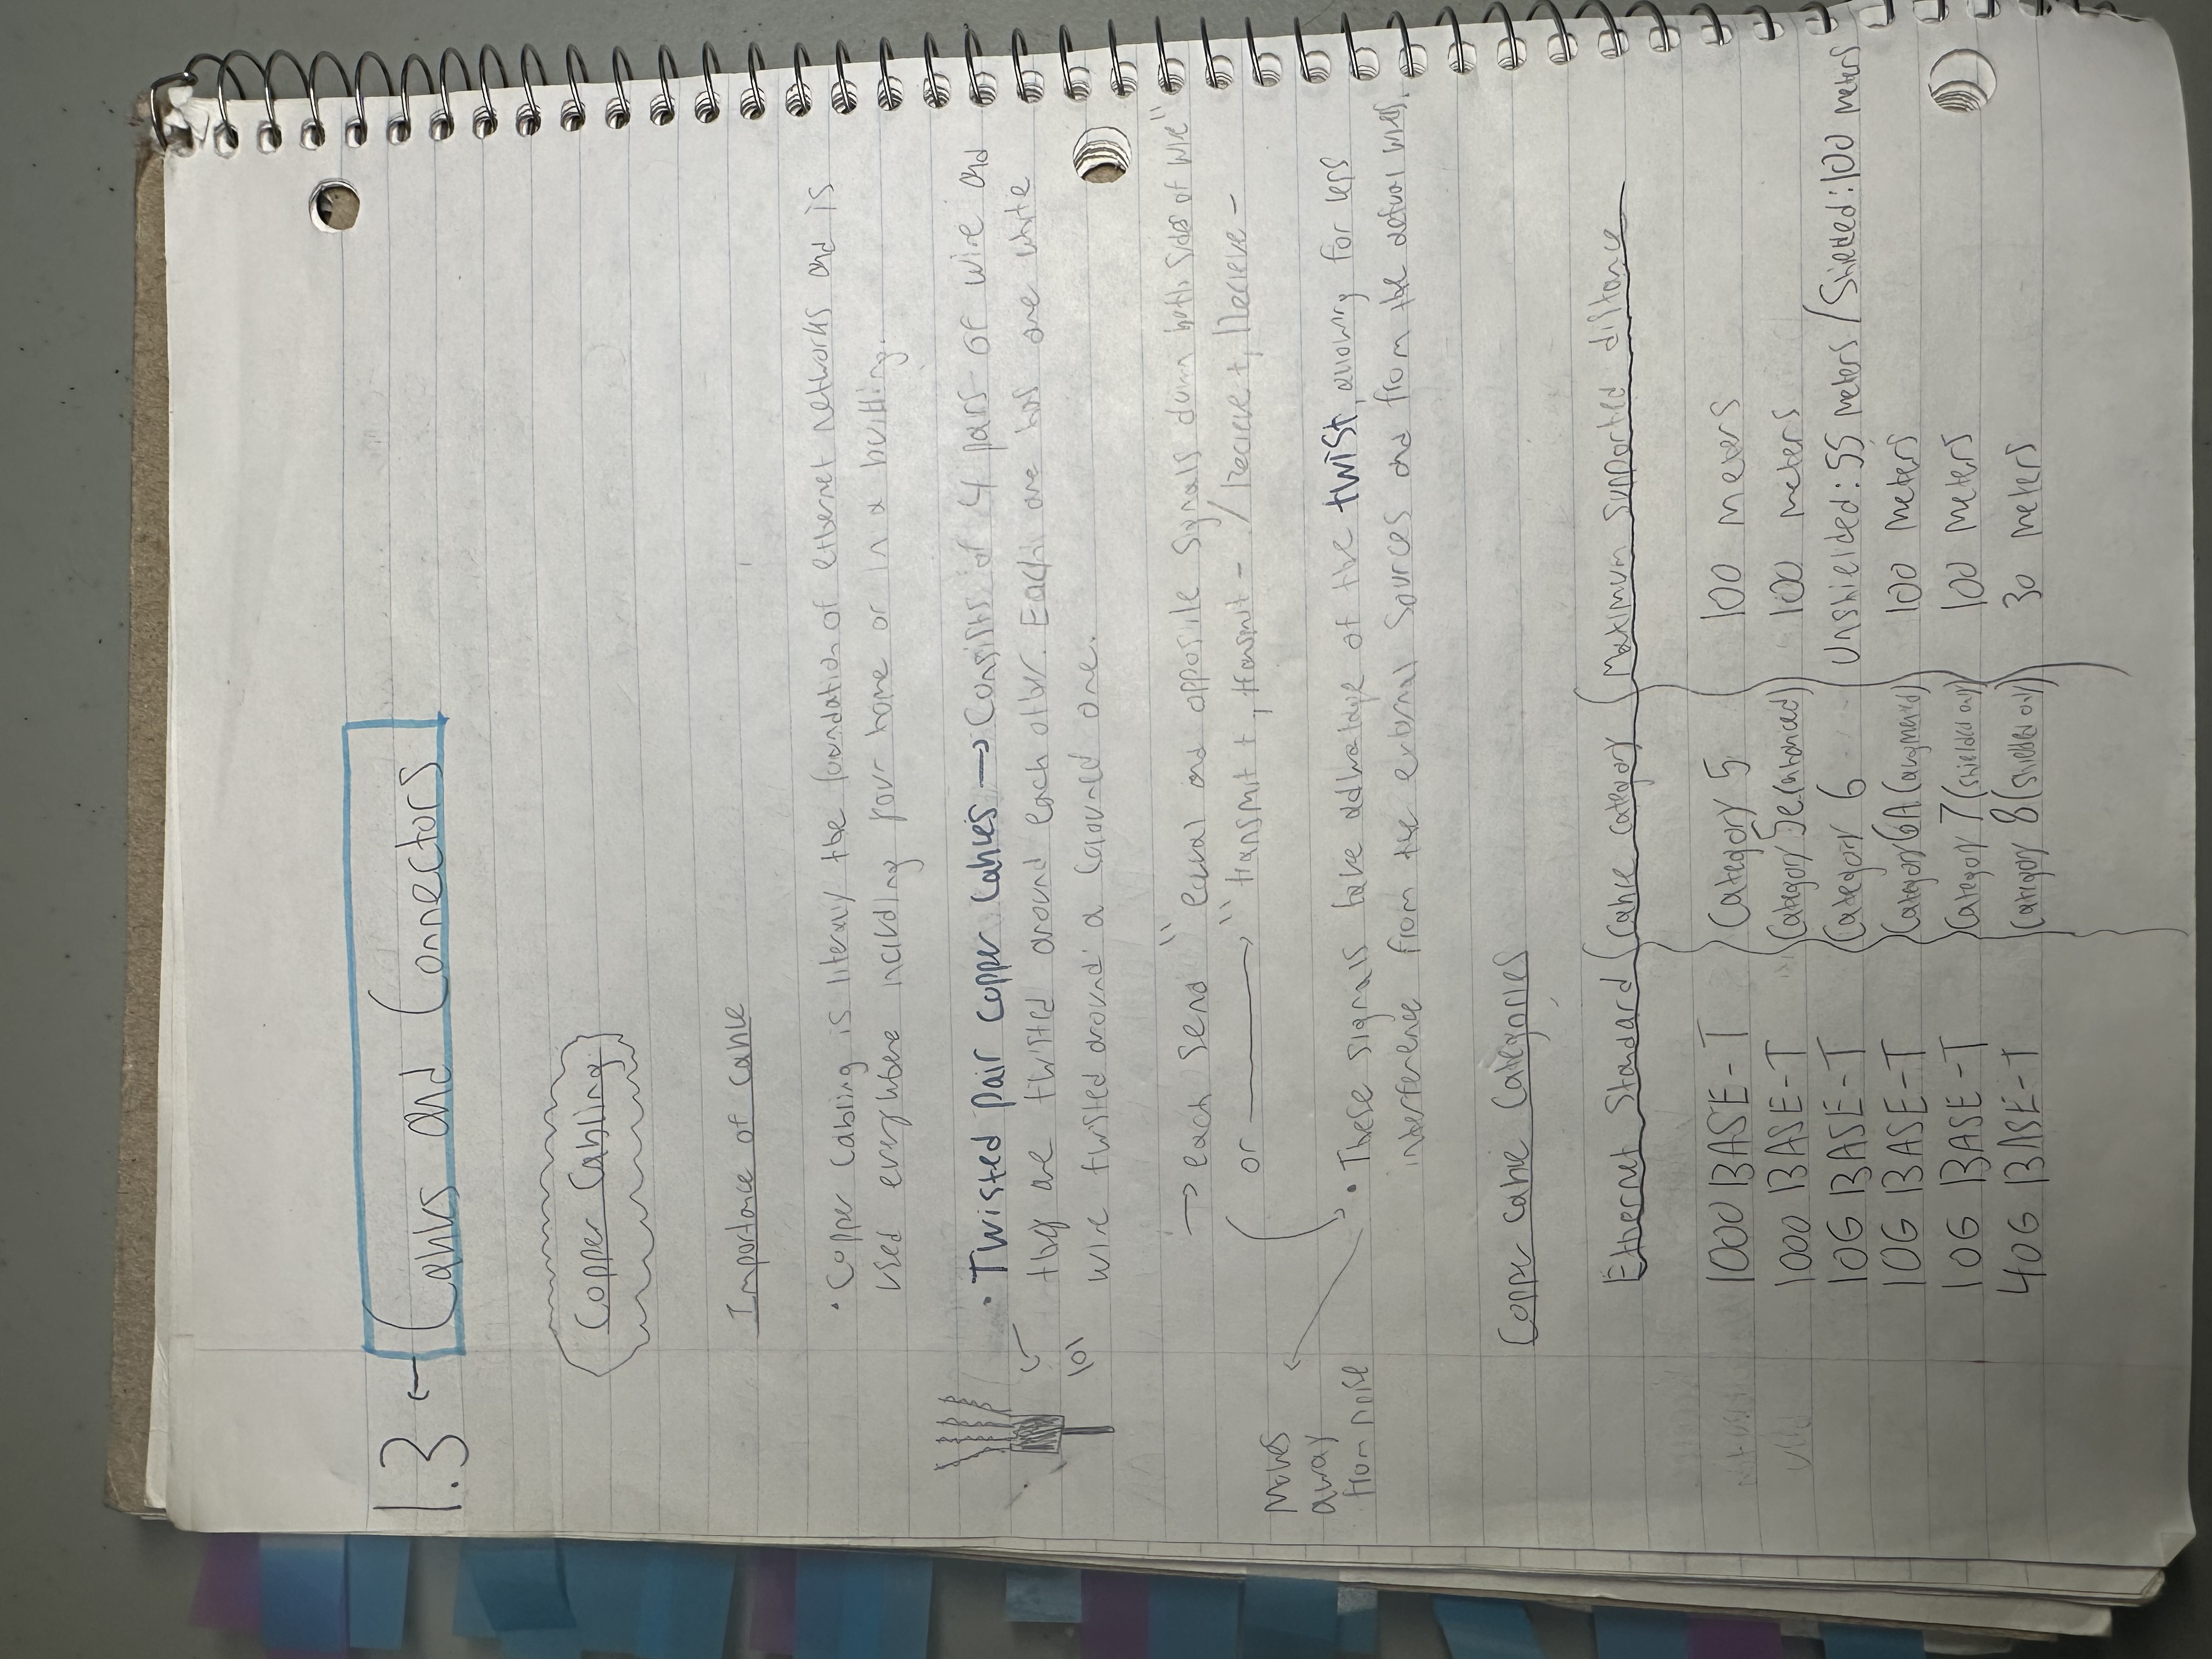 1.3 ← Cables and Connectors
Copper Cabling
Importance of cable
• Copper cabling is literally the foundation of ethernet networks and is
used everywhere including your home or in a building.
• Twisted pair copper cables → Consists of 4 pairs of wire and
they are twisted around each other. Each one has one white
wire twisted around a coloured one.
lol
→ each send "equal and opposite signals down both sides of wire"
or → "transmit +, transmit - / Recieve +, Recieve -
Moves
away
from noise
• These signals take advantage of the twist, allowing for less
interference from the external sources and from the actual wires.
Copper cable Categories
Ethernet Standard Cable category Maximum supported distance
1000 BASE-T Category 5 100 meters
1000 BASE-T Category 5e (enhanced) 100 meters
10G BASE-T Category 6 Unshielded: 55 meters / Shielded: 100 meters
10G BASE-T Category 6A (augmented) 100 meters
10G BASE-T Category 7 (shielded only) 100 meters
40G BASE-T Category 8 (shielded only) 30 meters